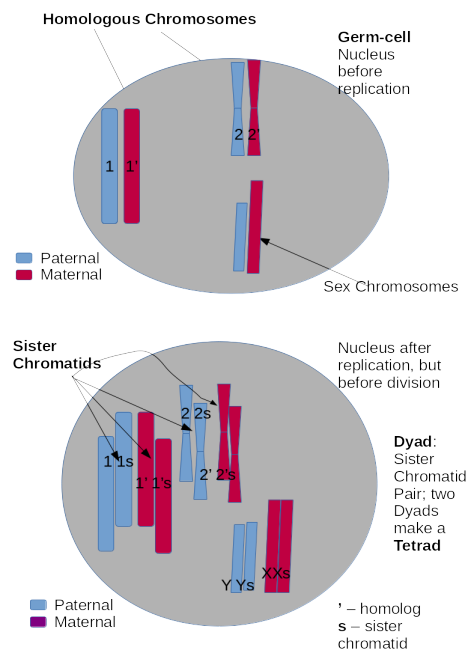 Homologous Chromosomes
Germ-cell
Nucleus
before
replication
2 2'
1 1'
Paternal
Maternal
Sex Chromosomes
Sister
Chromatids
Nucleus after
replication, but
before division
2 2s
1 1s
2' 2's
1' 1's
Dyad:
Sister
Chromatid
Pair; two
Dyads
make a
Tetrad
Y Ys
X Xs
Paternal
Maternal
' – homolog
s – sister
chromatid